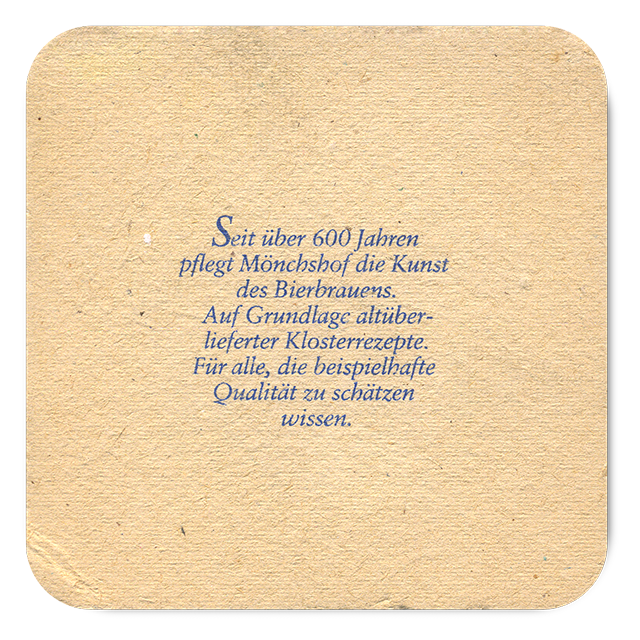 Seit über 600 Jahren
pflegt Mönchshof die Kunst
des Bierbrauens.
Auf Grundlage altüber-
lieferter Klosterrezepte.
Für alle, die beispielhafte
Qualität zu schätzen
wissen.